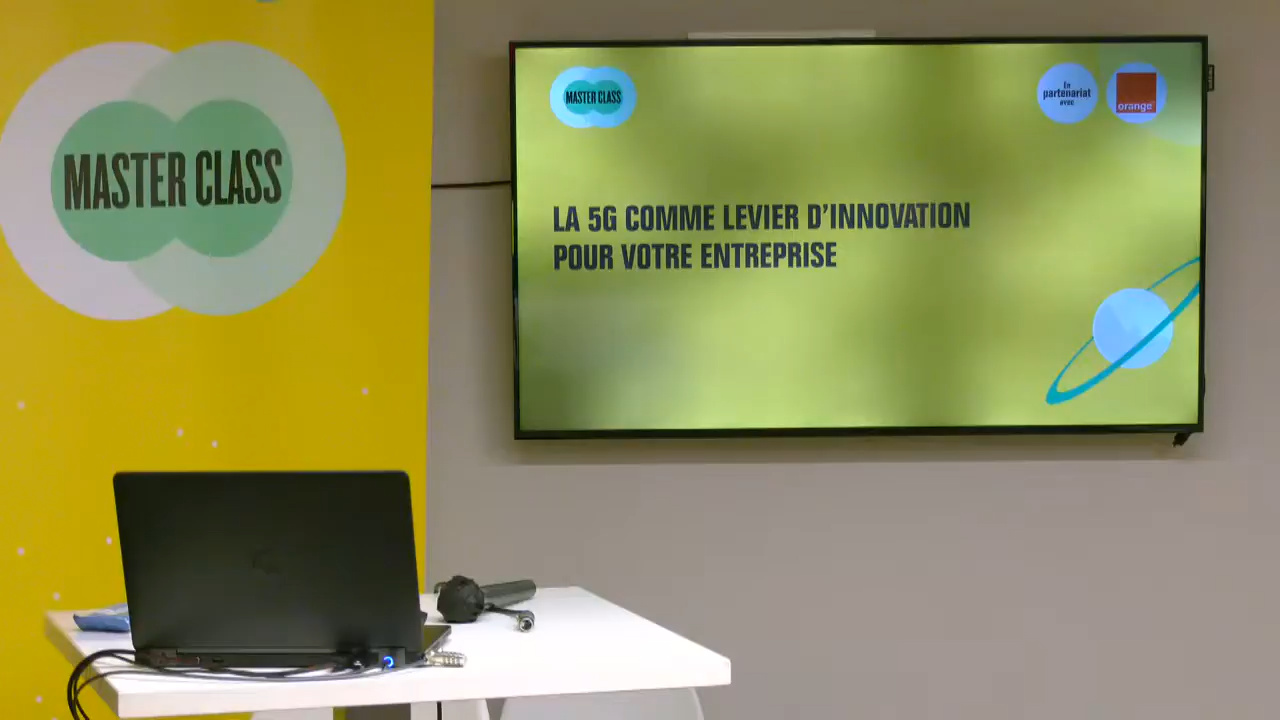 MASTER CLASS
MASTER CLASS
En
partenariat
avec
orange
LA 5G COMME LEVIER D'INNOVATION
POUR VOTRE ENTREPRISE